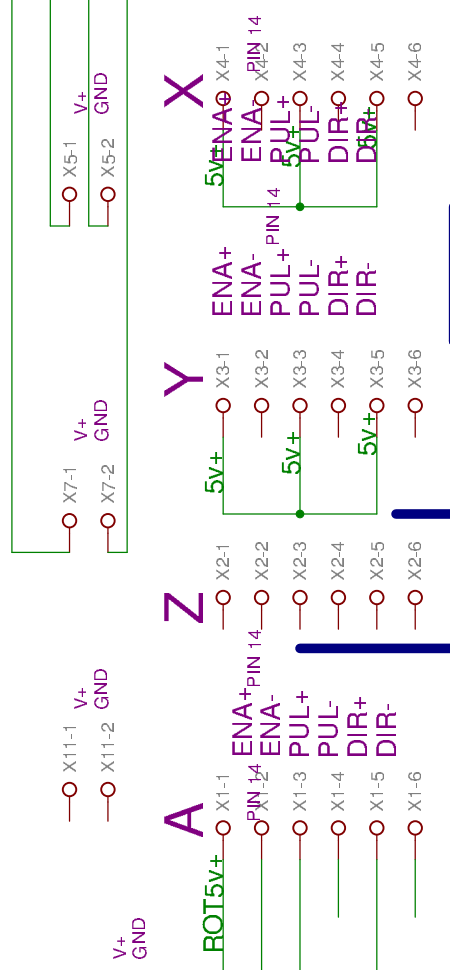 PIN 14
X
X4-1
X4-2
X4-3
X4-4
X4-5
X4-6
V+
GND
X5-1
X5-2
ENA+
ENA-
PUL+
PUL-
DIR+
DIR-
5v+
5v+
5v+
PIN 14
ENA+
ENA-
PUL+
PUL-
DIR+
DIR-
Y
X3-1
X3-2
X3-3
X3-4
X3-5
X3-6
V+
GND
X7-1
X7-2
5v+
5v+
5v+
Z
X2-1
X2-2
X2-3
X2-4
X2-5
X2-6
PIN 14
V+
GND
X11-1
X11-2
ENA+
ENA-
PUL+
PUL-
DIR+
DIR-
PIN 14
A
X1-1
X1-2
X1-3
X1-4
X1-5
X1-6
ROT5v+
V+
GND